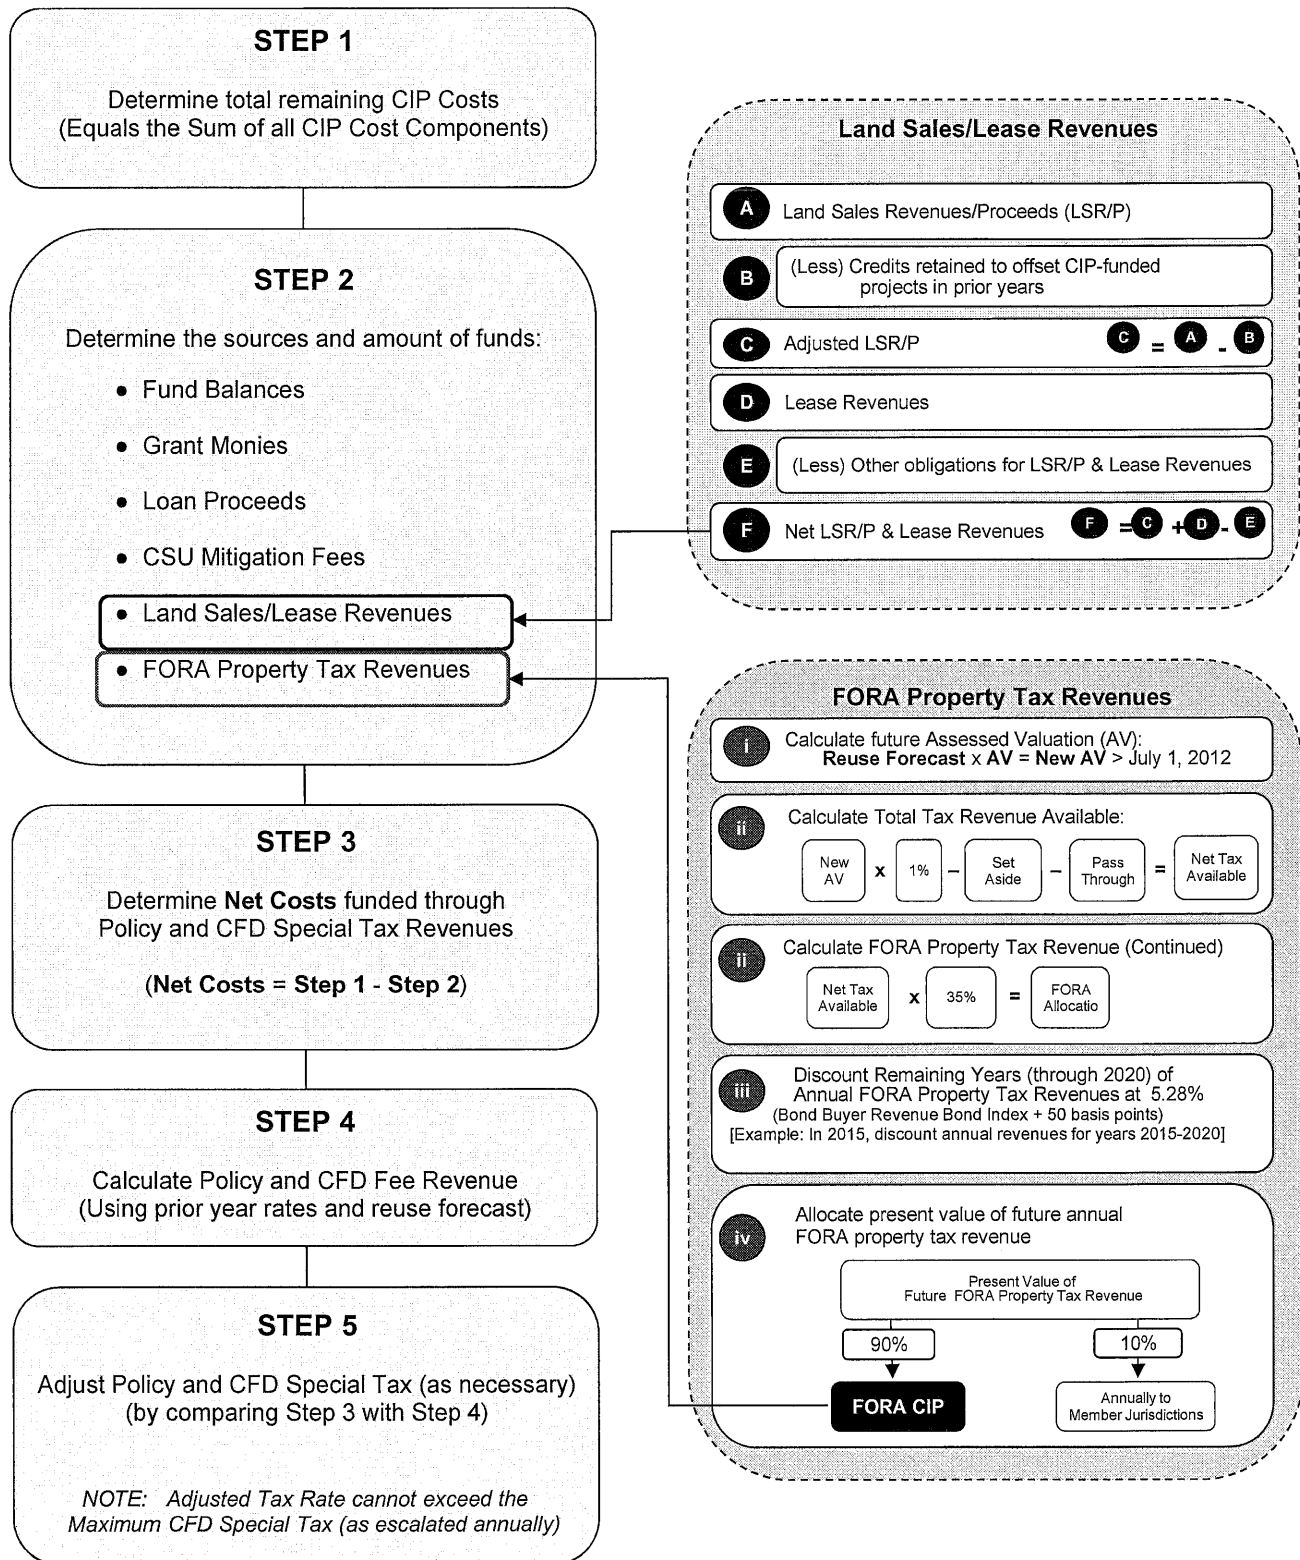 STEP 1
Determine total remaining CIP Costs
(Equals the Sum of all CIP Cost Components)
STEP 2
Determine the sources and amount of funds:
• Fund Balances
• Grant Monies
• Loan Proceeds
• CSU Mitigation Fees
• Land Sales/Lease Revenues
• FORA Property Tax Revenues
STEP 3
Determine Net Costs funded through
Policy and CFD Special Tax Revenues
(Net Costs = Step 1 - Step 2)
STEP 4
Calculate Policy and CFD Fee Revenue
(Using prior year rates and reuse forecast)
STEP 5
Adjust Policy and CFD Special Tax (as necessary)
(by comparing Step 3 with Step 4)
NOTE: Adjusted Tax Rate cannot exceed the
Maximum CFD Special Tax (as escalated annually)
Land Sales/Lease Revenues
A Land Sales Revenues/Proceeds (LSR/P)
B (Less) Credits retained to offset CIP-funded
projects in prior years
C Adjusted LSR/P C = A - B
D Lease Revenues
E (Less) Other obligations for LSR/P & Lease Revenues
F Net LSR/P & Lease Revenues F = C + D - E
FORA Property Tax Revenues
i Calculate future Assessed Valuation (AV):
Reuse Forecast x AV = New AV > July 1, 2012
ii Calculate Total Tax Revenue Available:
New AV x 1% – Set Aside – Pass Through = Net Tax Available
ii Calculate FORA Property Tax Revenue (Continued)
Net Tax Available x 35% = FORA Allocatio
iii Discount Remaining Years (through 2020) of
Annual FORA Property Tax Revenues at 5.28%
(Bond Buyer Revenue Bond Index + 50 basis points)
[Example: In 2015, discount annual revenues for years 2015-2020]
iv Allocate present value of future annual
FORA property tax revenue
Present Value of
Future FORA Property Tax Revenue
90% 10%
FORA CIP
Annually to
Member Jurisdictions